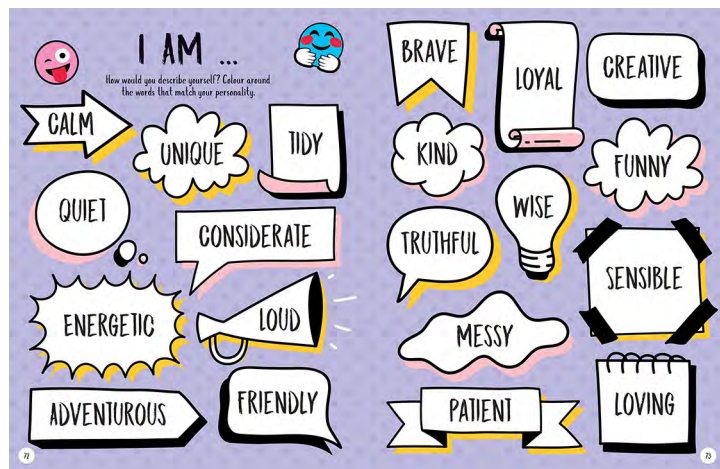 I AM ...
How would you describe yourself? Colour around
the words that match your personality.
CALM
UNIQUE
TIDY
QUIET
CONSIDERATE
ENERGETIC
LOUD
ADVENTUROUS
FRIENDLY
72
BRAVE
LOYAL
CREATIVE
KIND
FUNNY
WISE
TRUTHFUL
SENSIBLE
MESSY
PATIENT
LOVING
73